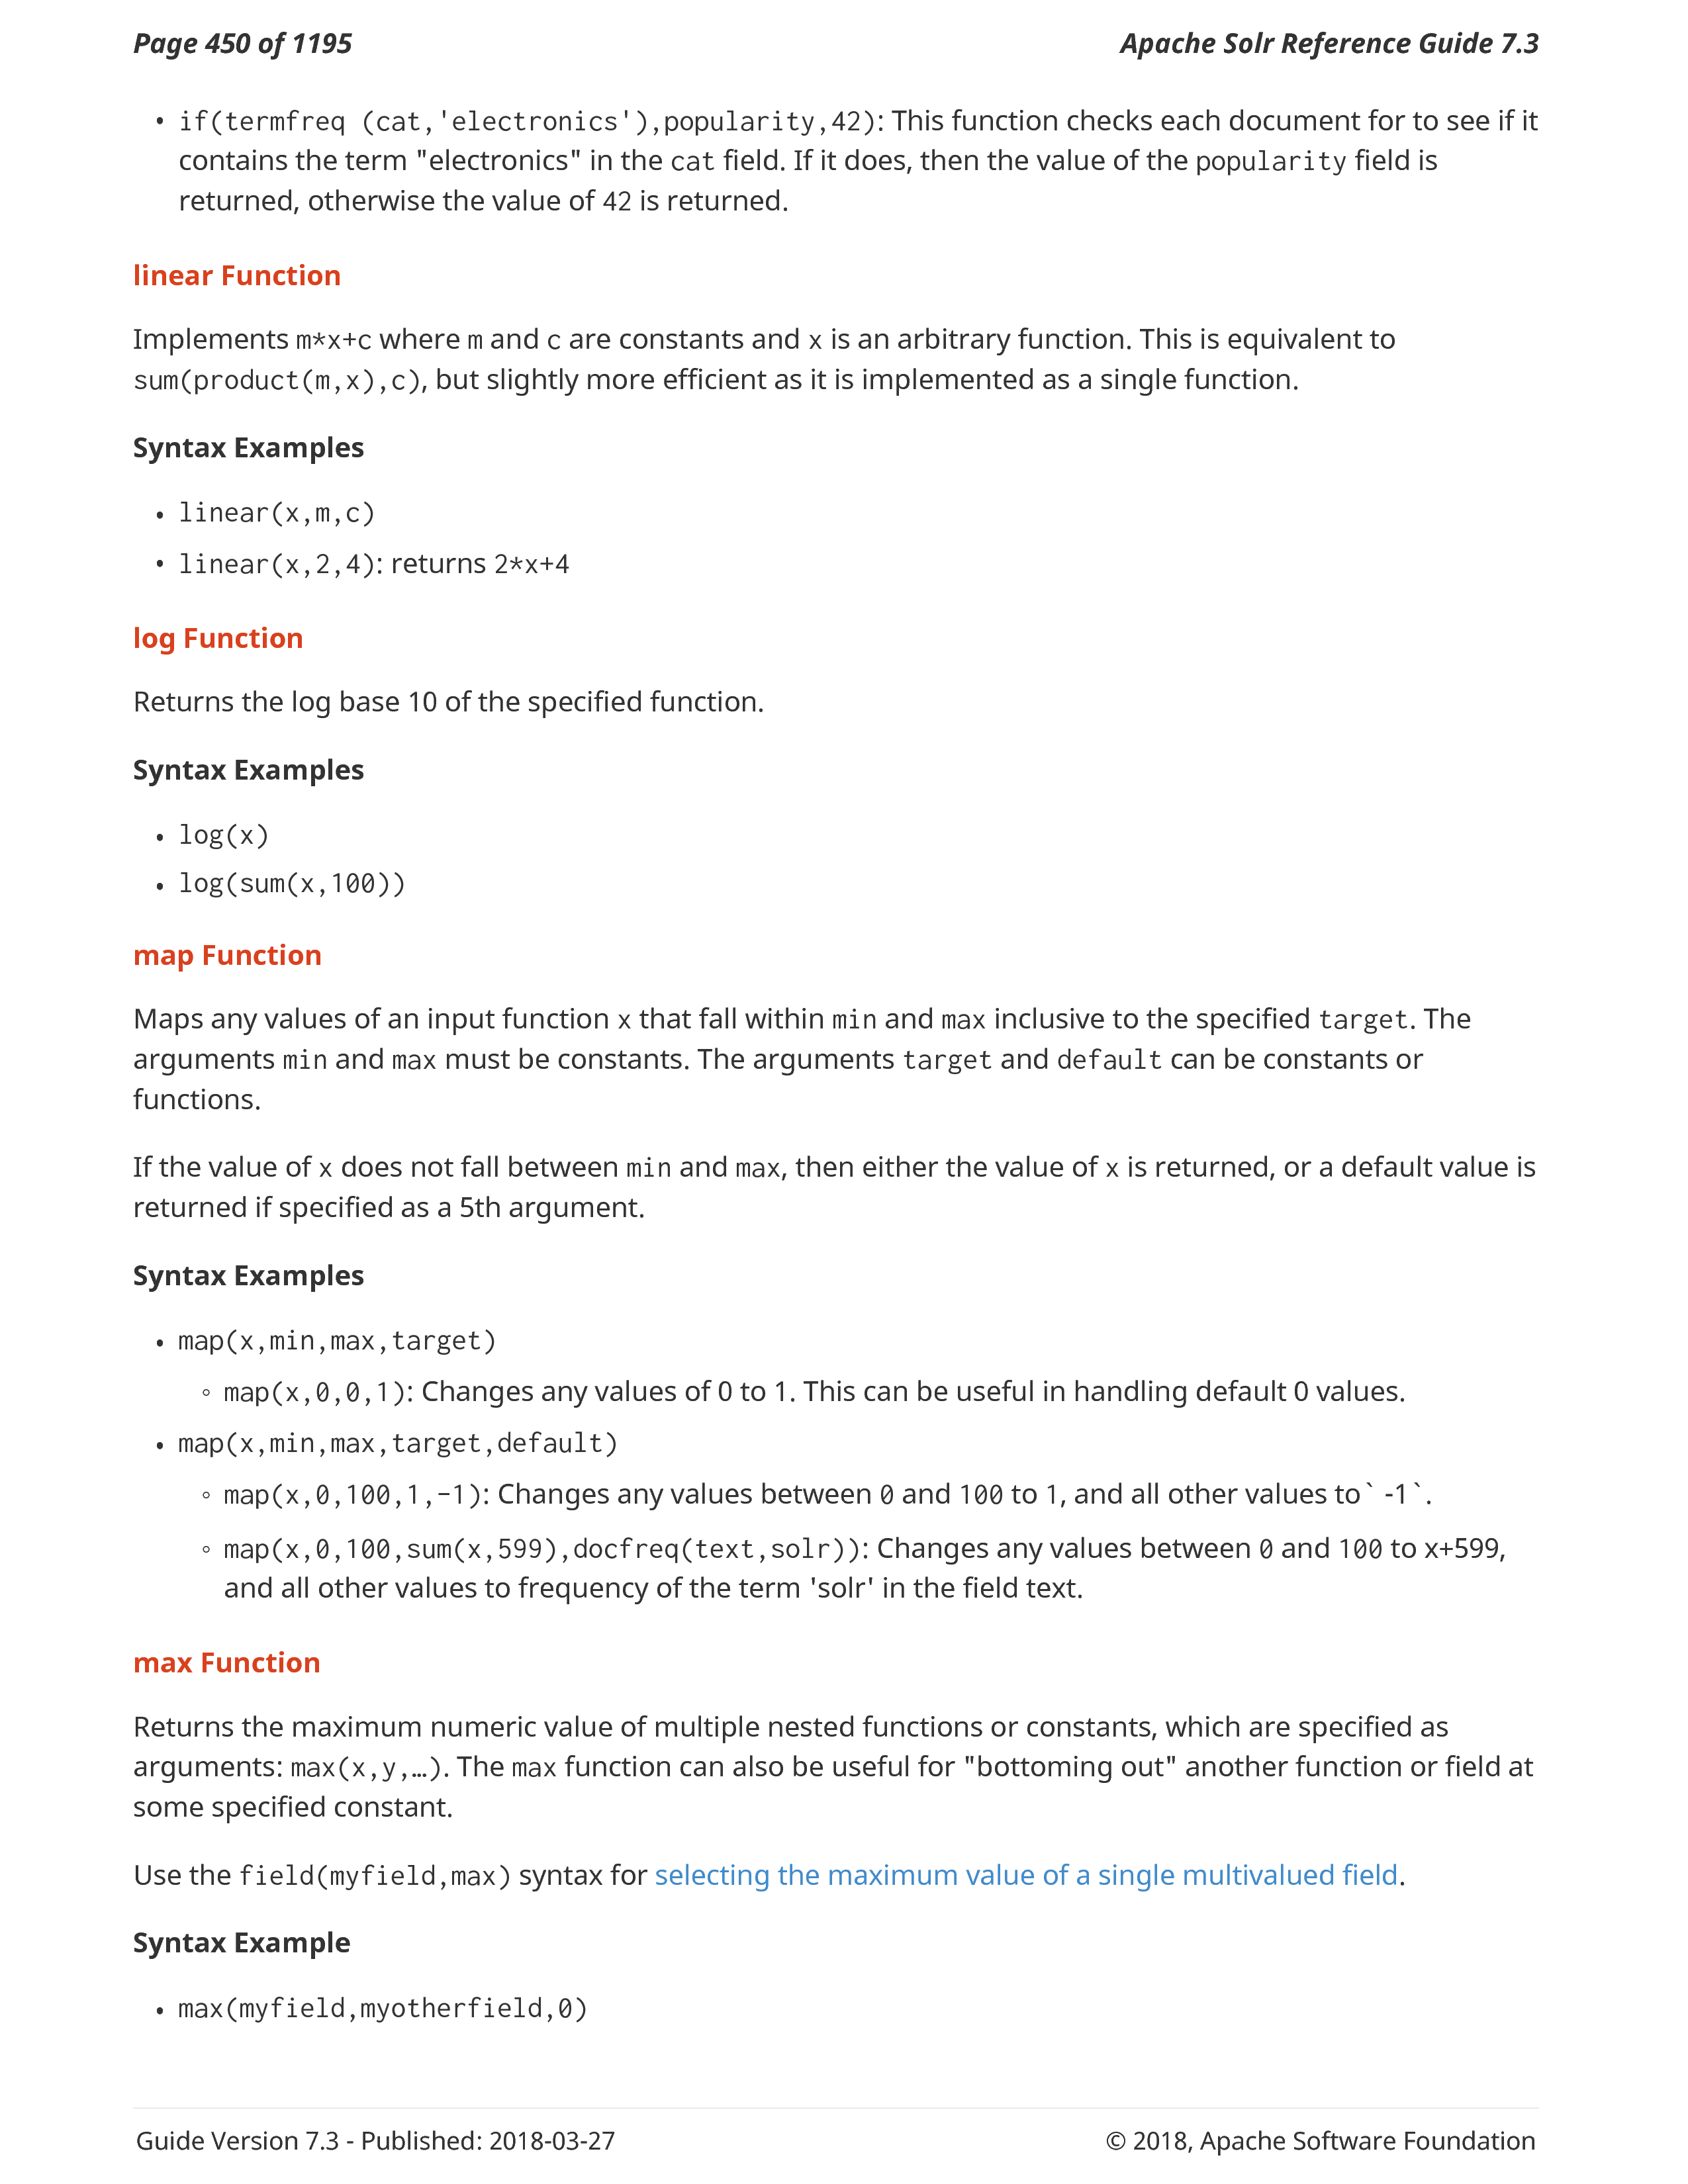 Page 450 of 1195
Apache Solr Reference Guide 7.3
• if(termfreq (cat,'electronics'),popularity,42): This function checks each document for to see if it
contains the term "electronics" in the cat field. If it does, then the value of the popularity field is
returned, otherwise the value of 42 is returned.
linear Function
Implements m*x+c where m and c are constants and x is an arbitrary function. This is equivalent to
sum(product(m,x),c), but slightly more efficient as it is implemented as a single function.
Syntax Examples
• linear(x,m,c)
• linear(x,2,4): returns 2*x+4
log Function
Returns the log base 10 of the specified function.
Syntax Examples
• log(x)
• log(sum(x,100))
map Function
Maps any values of an input function x that fall within min and max inclusive to the specified target. The
arguments min and max must be constants. The arguments target and default can be constants or
functions.
If the value of x does not fall between min and max, then either the value of x is returned, or a default value is
returned if specified as a 5th argument.
Syntax Examples
• map(x,min,max,target)
◦ map(x,0,0,1): Changes any values of 0 to 1. This can be useful in handling default 0 values.
• map(x,min,max,target,default)
◦ map(x,0,100,1,-1): Changes any values between 0 and 100 to 1, and all other values to` -1`.
◦ map(x,0,100,sum(x,599),docfreq(text,solr)): Changes any values between 0 and 100 to x+599,
and all other values to frequency of the term 'solr' in the field text.
max Function
Returns the maximum numeric value of multiple nested functions or constants, which are specified as
arguments: max(x,y,…). The max function can also be useful for "bottoming out" another function or field at
some specified constant.
Use the field(myfield,max) syntax for selecting the maximum value of a single multivalued field.
Syntax Example
• max(myfield,myotherfield,0)
Guide Version 7.3 - Published: 2018-03-27
© 2018, Apache Software Foundation